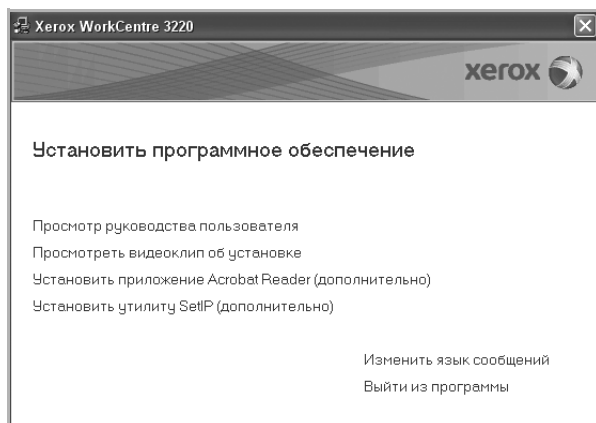 Xerox WorkCentre 3220
xerox
Установить программное обеспечение
Просмотр руководства пользователя
Просмотреть видеоклип об установке
Установить приложение Acrobat Reader (дополнительно)
Установить утилиту SetIP (дополнительно)
Изменить язык сообщений
Выйти из программы